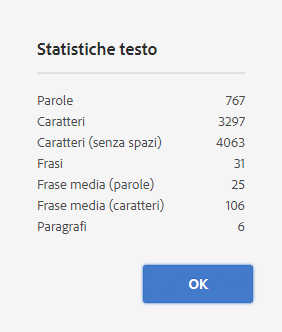 Statistiche testo
Parole 767
Caratteri 3297
Caratteri (senza spazi) 4063
Frasi 31
Frase media (parole) 25
Frase media (caratteri) 106
Paragrafi 6
OK